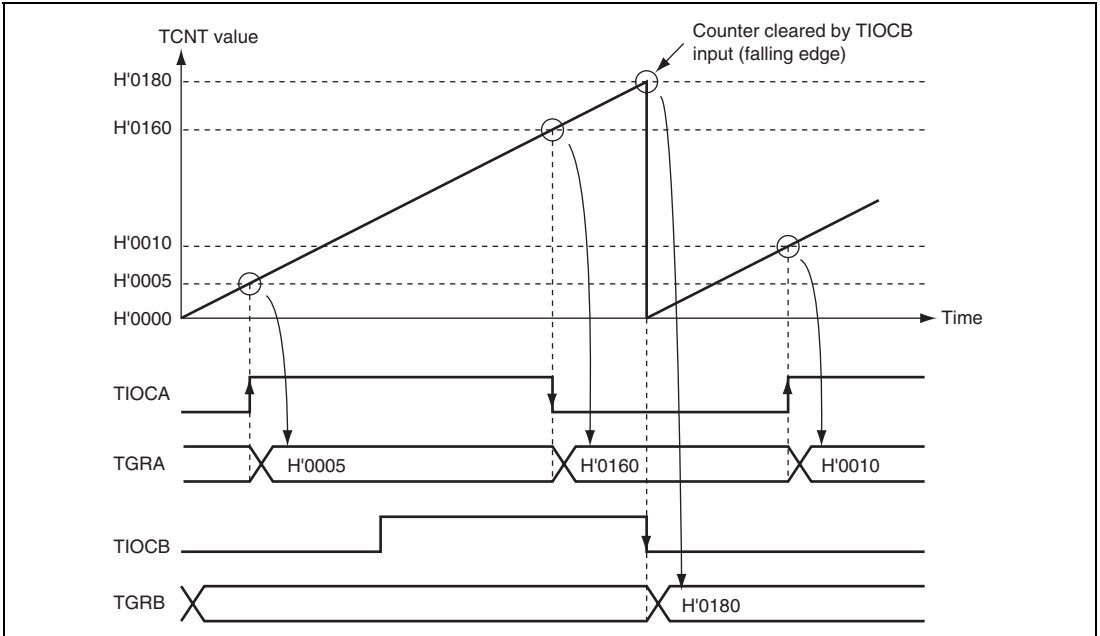 TCNT value
Counter cleared by TIOCB
input (falling edge)
H'0180
H'0160
H'0010
H'0005
H'0000
Time
TIOCA
TGRA
H'0005
H'0160
H'0010
TIOCB
TGRB
H'0180